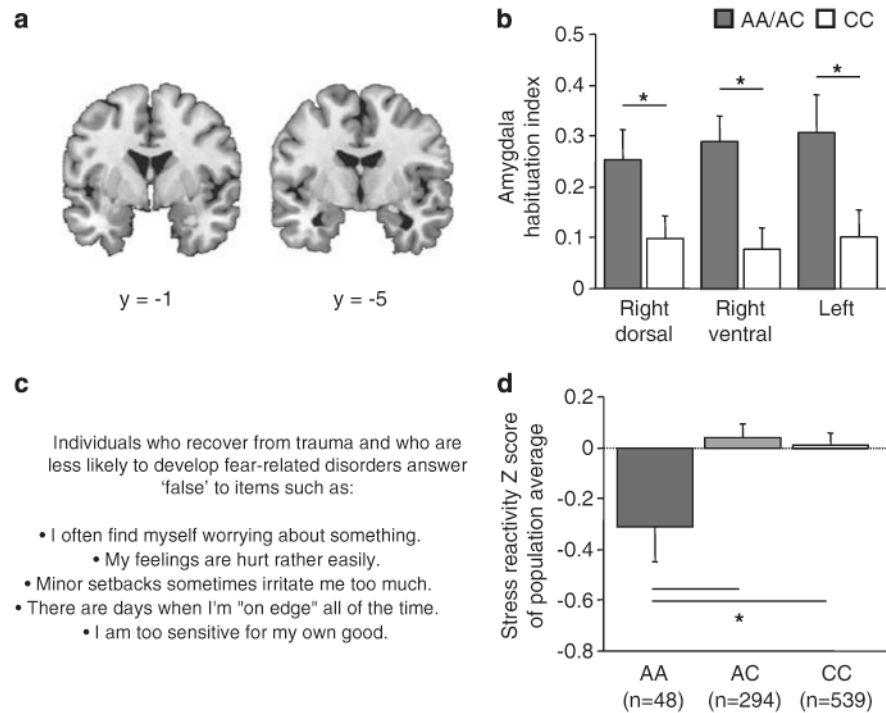 a
y = -1
y = -5
b
AA/AC
CC
Amygdala
habituation index
0.5
0.4
0.3
0.2
0.1
0
*
*
*
Right
dorsal
Right
ventral
Left
c
Individuals who recover from trauma and who are
less likely to develop fear-related disorders answer
'false' to items such as:
• I often find myself worrying about something.
• My feelings are hurt rather easily.
• Minor setbacks sometimes irritate me too much.
• There are days when I'm "on edge" all of the time.
• I am too sensitive for my own good.
d
Stress reactivity Z score
of population average
0.2
0
-0.2
-0.4
-0.6
-0.8
*
AA
(n=48)
AC
(n=294)
CC
(n=539)